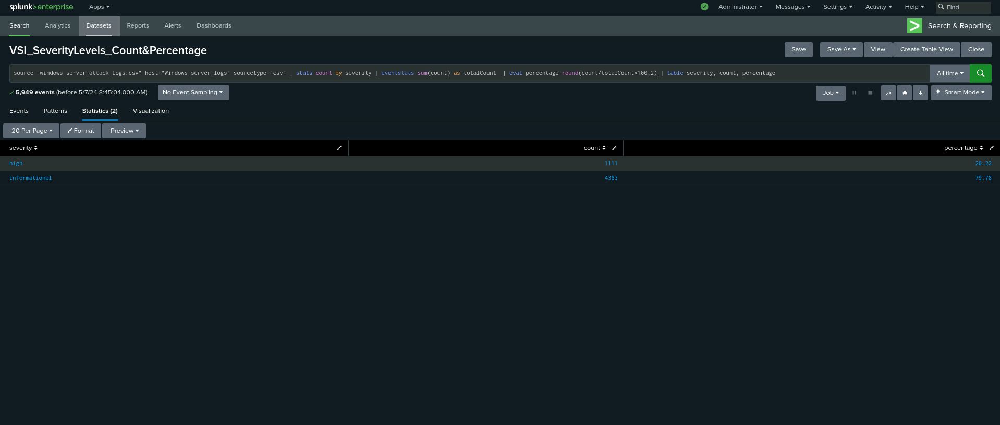 splunk>enterprise Apps Administrator Messages Settings Activity Help Find
Search Analytics Datasets Reports Alerts Dashboards Search & Reporting
VSI_SeverityLevels_Count&Percentage Save Save As View Create Table View Close
source="windows_server_attack_logs.csv" host="Windows_server_logs" sourcetype="csv" | stats count by severity | eventstats sum(count) as totalCount | eval percentage=round(count/totalCount*100,2) | table severity, count, percentage All time
5,949 events (before 5/7/24 8:45:04.000 AM) No Event Sampling Job Smart Mode
Events Patterns Statistics (2) Visualization
20 Per Page Format Preview
severity count percentage
high 1111 20.22
informational 4383 79.78